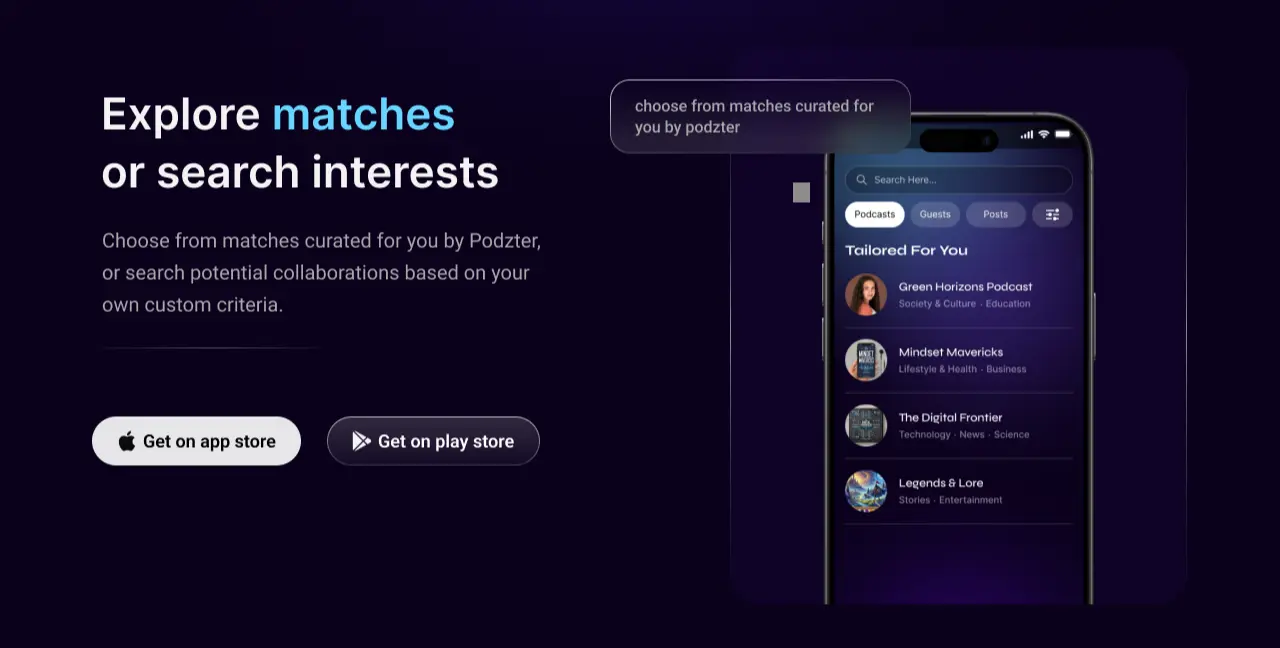 Explore matches
or search interests
Choose from matches curated for you by Podzter,
or search potential collaborations based on your
own custom criteria.
Get on app store
Get on play store
choose from matches curated for
you by podzter
Search Here...
Podcasts
Guests
Posts
Tailored For You
Green Horizons Podcast
Society & Culture · Education
Mindset Mavericks
Lifestyle & Health · Business
The Digital Frontier
Technology · News · Science
Legends & Lore
Stories · Entertainment